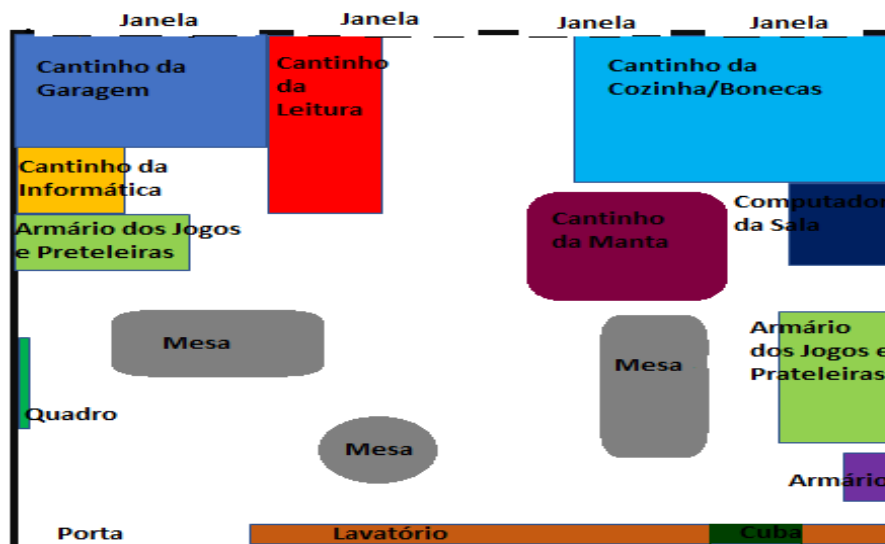 Janela
Janela
Janela
Janela
Cantinho da
Garagem
Cantinho
da
Leitura
Cantinho da
Cozinha/Bonecas
Cantinho da
Informática
Armário dos Jogos
e Preteleiras
Cantinho
da Manta
Computador
da Sala
Mesa
Mesa
Armário
dos Jogos e
Prateleiras
Quadro
Mesa
Armário
Porta
Lavatório
Cuba